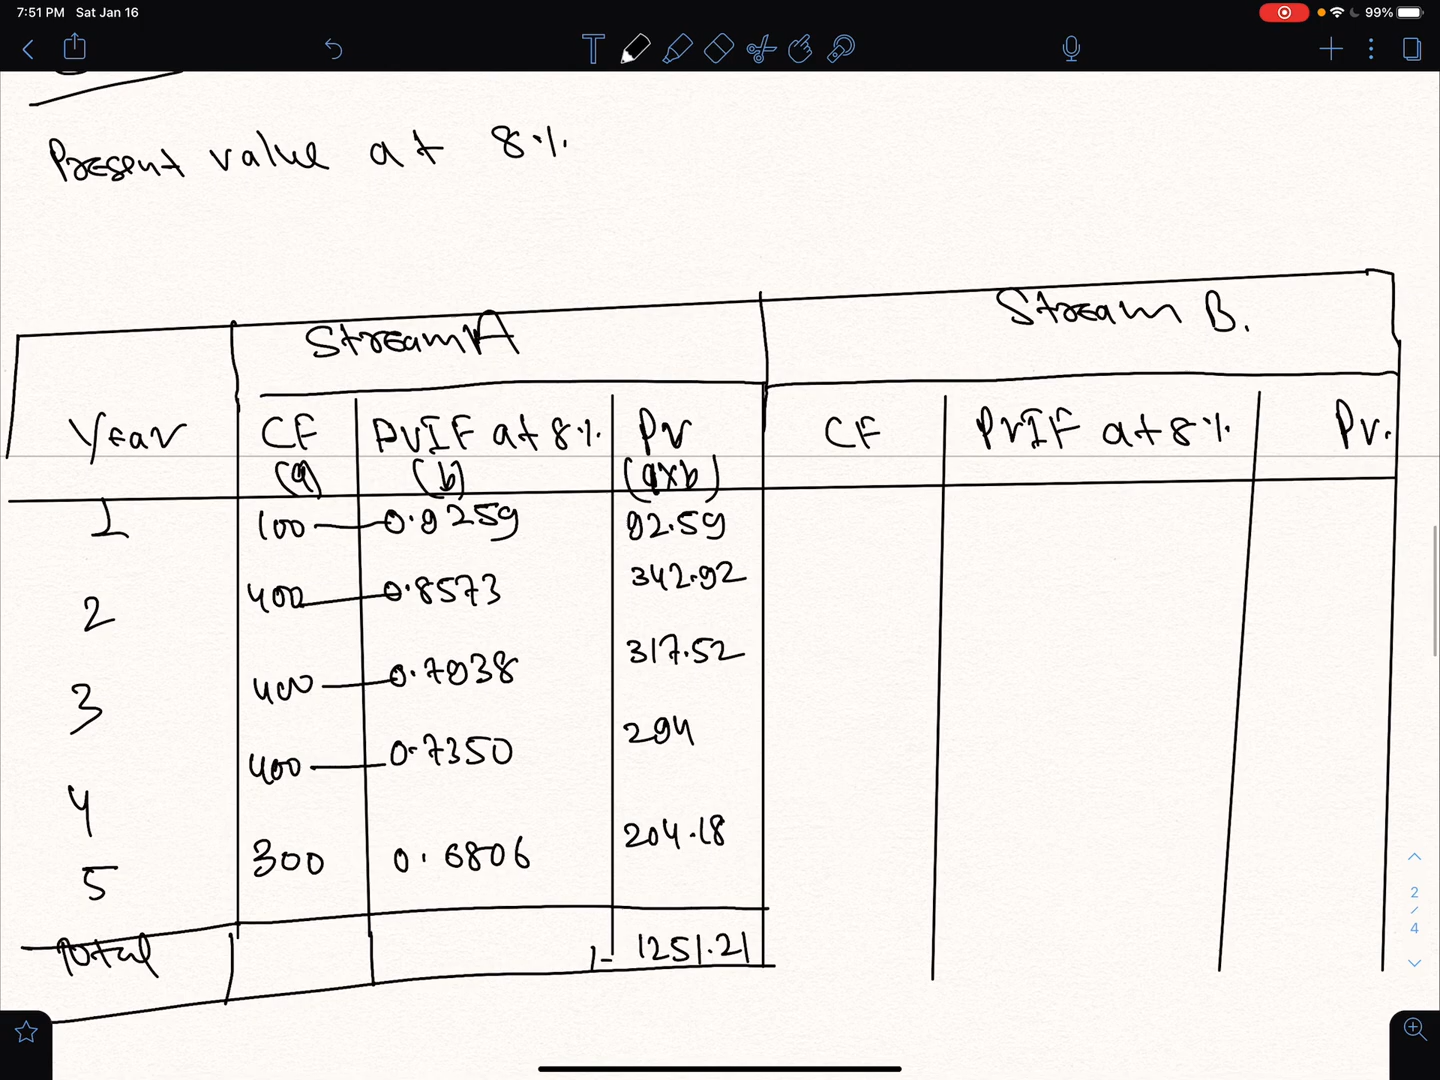 7:51 PM Sat Jan 16
99%
Present value at 8%
Stream A
Stream B.
Year
CF
PVIF at 8%
PV
CF
PVIF at 8%
PV.
(a)
(b)
(axb)
1
100
0.9259
92.59
2
400
0.8573
342.92
3
400
0.7938
317.52
4
400
0.7350
294
5
300
0.6806
204.18
Total
1251.21
2
/
4